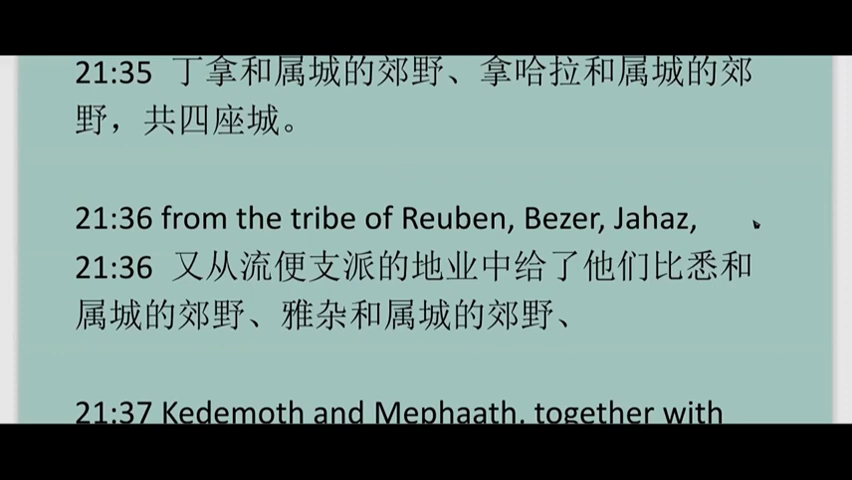 21:35 丁拿和属城的郊野、拿哈拉和属城的郊
野，共四座城。
21:36 from the tribe of Reuben, Bezer, Jahaz,
21:36 又从流便支派的地业中给了他们比悉和
属城的郊野、雅杂和属城的郊野、
21:37 Kedemoth and Mephaath, together with